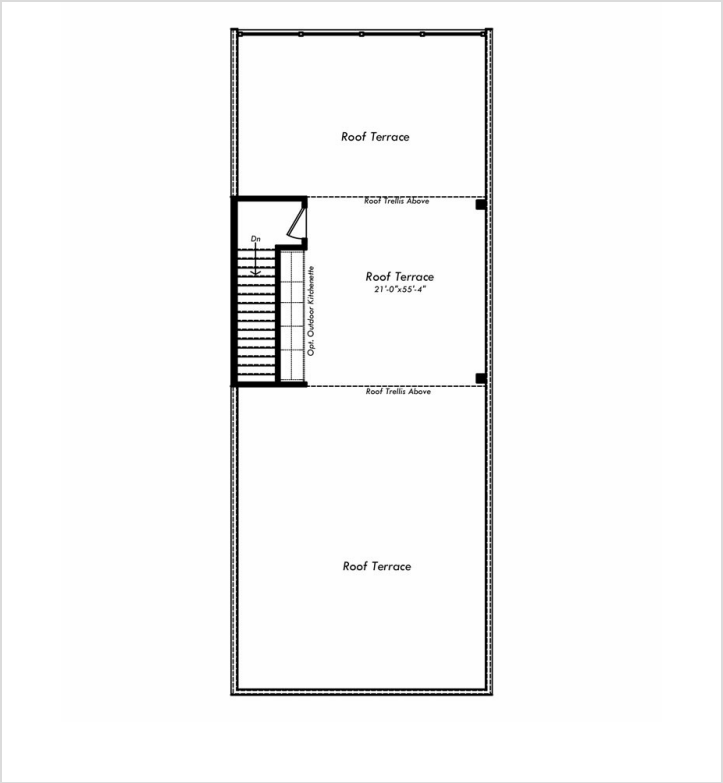 Roof Terrace
Roof Trellis Above
Dn
Roof Terrace
21'-0"x55'-4"
Opt. Outdoor Kitchenette
Roof Trellis Above
Roof Terrace